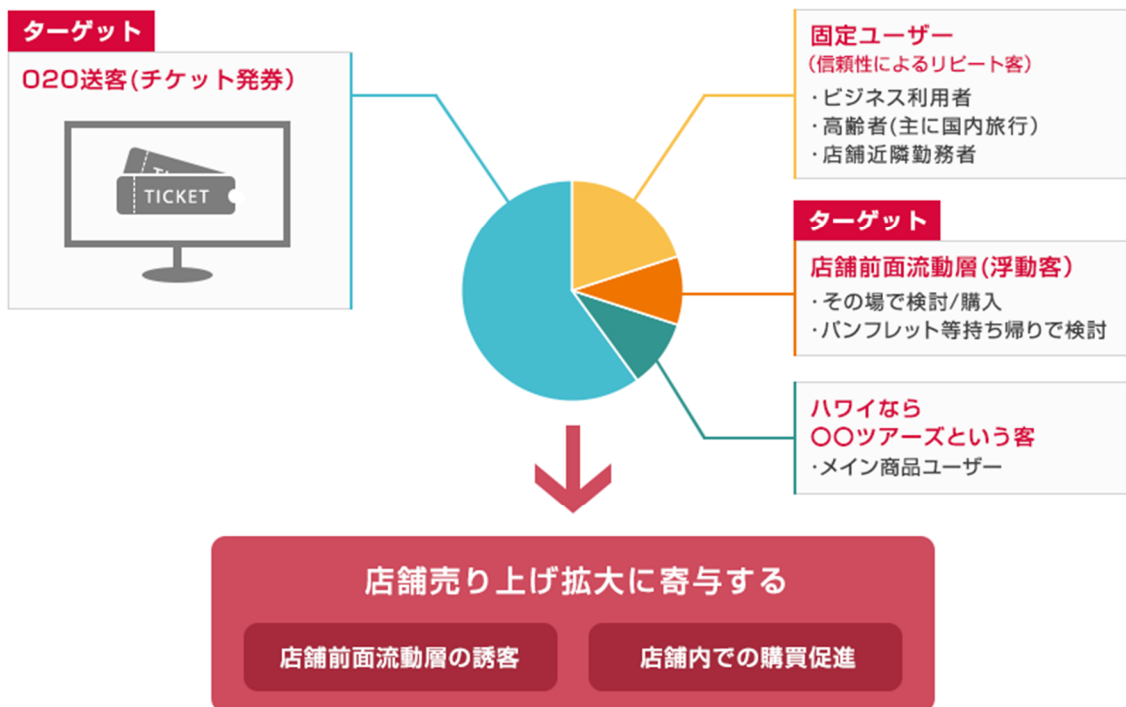 ターゲット
O2O送客(チケット発券)
TICKET
固定ユーザー
(信頼性によるリピート客)
・ビジネス利用者
・高齢者(主に国内旅行)
・店舗近隣勤務者
ターゲット
店舗前面流動層(浮動客)
・その場で検討/購入
・パンフレット等持ち帰りで検討
ハワイなら
〇〇ツアーズという客
・メイン商品ユーザー
店舗売り上げ拡大に寄与する
店舗前面流動層の誘客
店舗内での購買促進